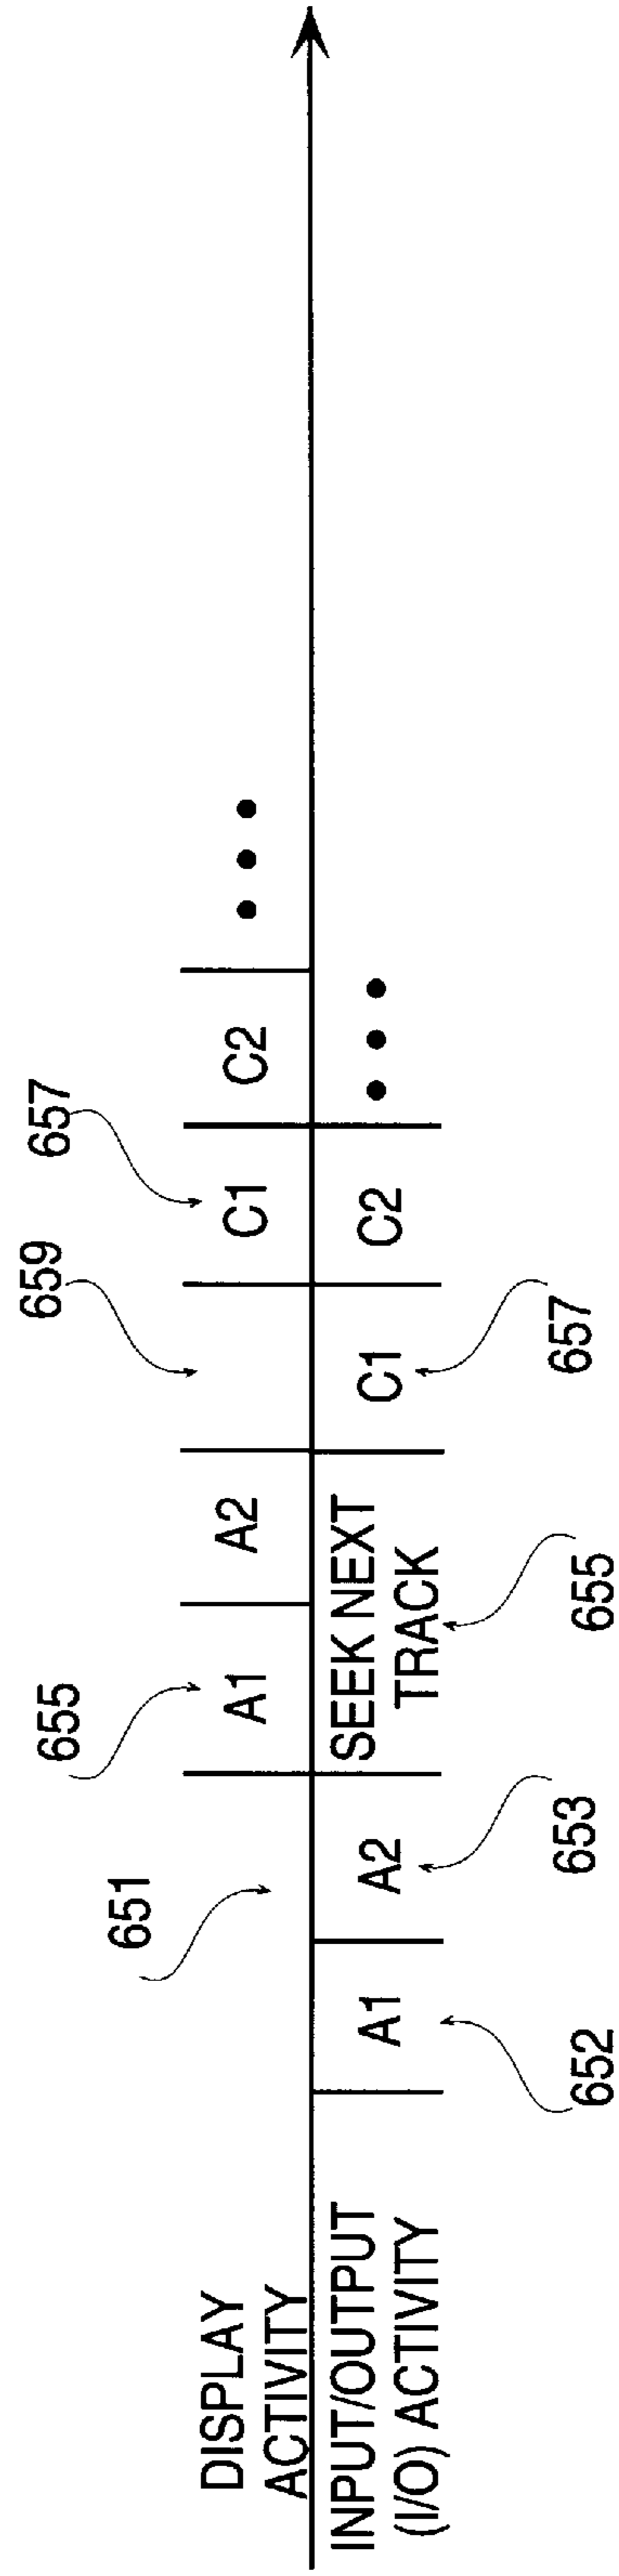 655
659
657
651
DISPLAY
ACTIVITY
A1
A2
C1
C2
INPUT/OUTPUT
(I/O) ACTIVITY
A1
A2
SEEK NEXT
TRACK
C1
C2
652
653
655
657